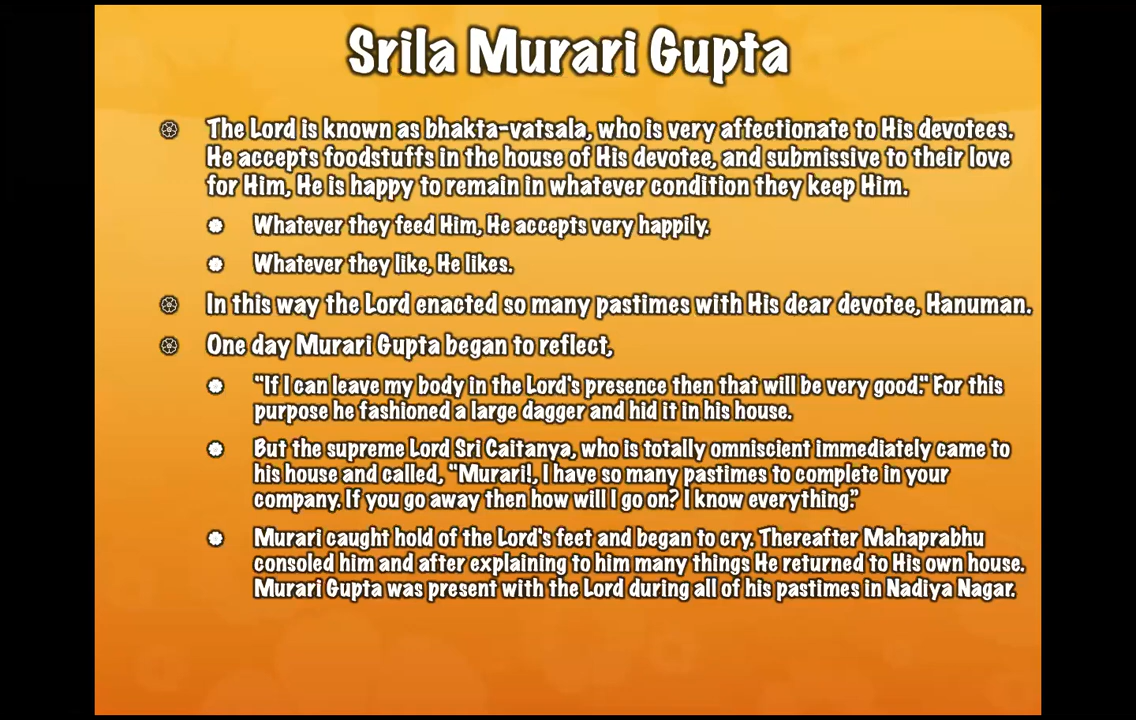 Srila Murari Gupta
The Lord is known as bhakta-vatsala, who is very affectionate to His devotees.
He accepts foodstuffs in the house of His devotee, and submissive to their love
for Him, He is happy to remain in whatever condition they keep Him.
Whatever they feed Him, He accepts very happily.
Whatever they like, He likes.
In this way the Lord enacted so many pastimes with His dear devotee, Hanuman.
One day Murari Gupta began to reflect,
"If I can leave my body in the Lord's presence then that will be very good." For this
purpose he fashioned a large dagger and hid it in his house.
But the supreme Lord Sri Caitanya, who is totally omniscient immediately came to
his house and called, "Murari!, I have so many pastimes to complete in your
company. If you go away then how will I go on? I know everything."
Murari caught hold of the Lord's feet and began to cry. Thereafter Mahaprabhu
consoled him and after explaining to him many things He returned to His own house.
Murari Gupta was present with the Lord during all of his pastimes in Nadiya Nagar.